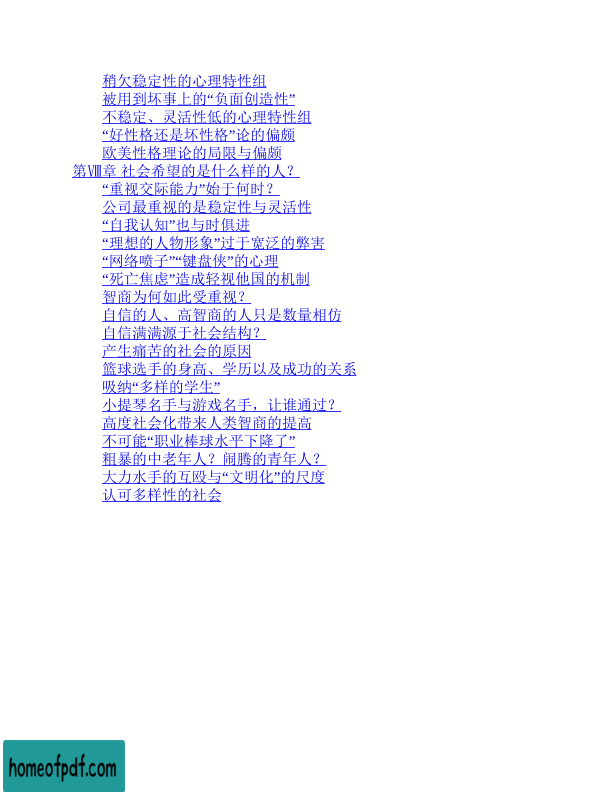 稍欠稳定性的心理特性组
被用到坏事上的“负面创造性”
不稳定、灵活性低的心理特性组
“好性格还是坏性格”论的偏颇
欧美性格理论的局限与偏颇
第Ⅷ章 社会希望的是什么样的人？
“重视交际能力”始于何时？
公司最重视的是稳定性与灵活性
“自我认知”也与时俱进
“理想的人物形象”过于宽泛的弊害
“网络喷子”“键盘侠”的心理
“死亡焦虑”造成轻视他国的机制
智商为何如此受重视？
自信的人、高智商的人只是数量相仿
自信满满源于社会结构？
产生痛苦的社会的原因
篮球选手的身高、学历以及成功的关系
吸纳“多样的学生”
小提琴名手与游戏名手，让谁通过？
高度社会化带来人类智商的提高
不可能“职业棒球水平下降了”
粗暴的中老年人？闹腾的青年人？
大力水手的互殴与“文明化”的尺度
认可多样性的社会
homeofpdf.com